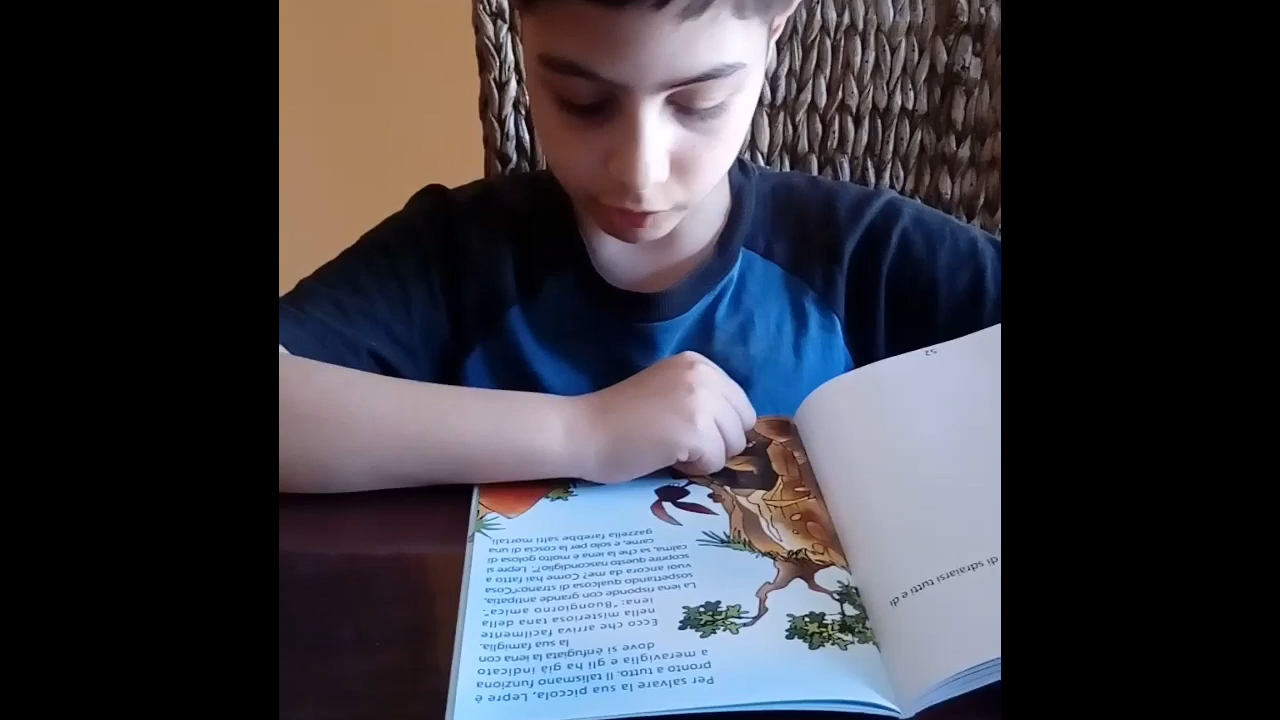 di sdraiarsi tutti e di
52
Per salvare la sua piccola, Lepre è
pronto a tutto. Il talismano funziona
a meraviglia e gli ha già indicato
dove si èrifugiata la iena con
la sua famiglia.
Ecco che arriva facilmente
nella misteriosa tana della
iena: "Buongiorno amica".
La iena risponde con grande antipatia,
sospettando qualcosa di strano:"Cosa
vuoi ancora da me? Come hai fatto a
scoprire questo nascondiglio?". Lepre si
calma, sa che la iena è molto golosa di
carne, e solo per la coscia di una
gazzella farebbe salti mortali.